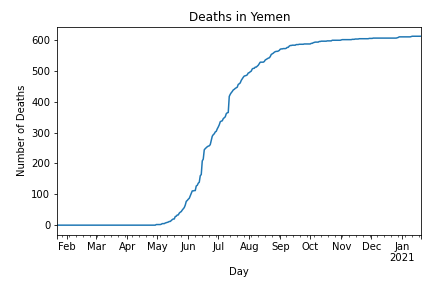 Deaths in Yemen
Number of Deaths
600
500
400
300
200
100
0
Feb Mar Apr May Jun Jul Aug Sep Oct Nov Dec Jan
2021
Day